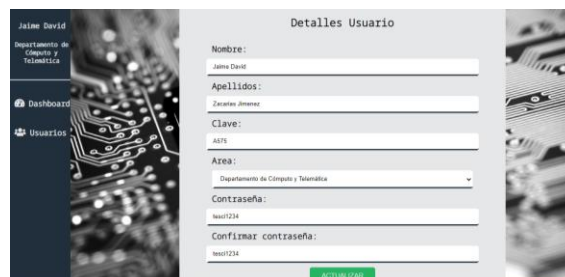 Jaime David
Departamento de
Cómputo y
Telemática
Dashboard
Usuarios
Detalles Usuario
Nombre:
Jaime David
Apellidos:
Zacarias Jimenez
Clave:
A575
Area:
Departamento de Cómputo y Telemática
Contraseña:
tesci1234
Confirmar contraseña:
tesci1234
ACTUALIZAR